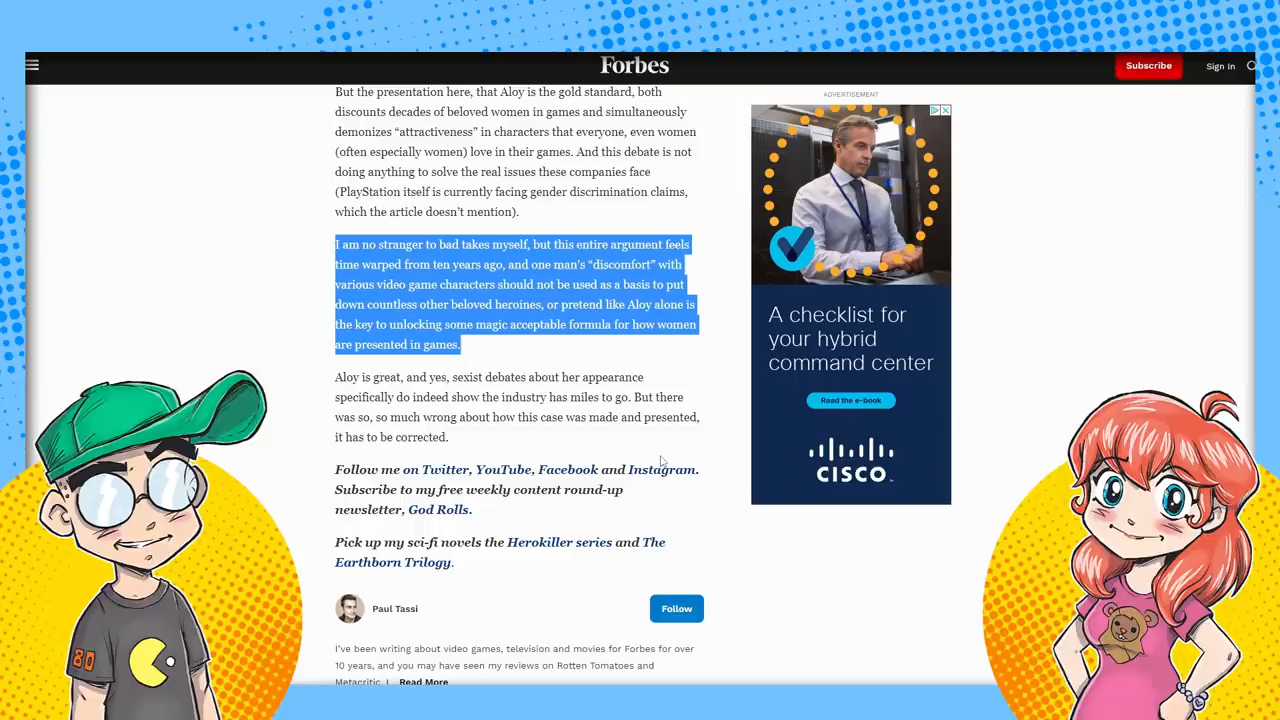 Forbes
Subscribe
Sign In
But the presentation here, that Aloy is the gold standard, both
discounts decades of beloved women in games and simultaneously
demonizes “attractiveness” in characters that everyone, even women
(often especially women) love in their games. And this debate is not
doing anything to solve the real issues these companies face
(PlayStation itself is currently facing gender discrimination claims,
which the article doesn’t mention).
I am no stranger to bad takes myself, but this entire argument feels
time warped from ten years ago, and one man’s “discomfort” with
various video game characters should not be used as a basis to put
down countless other beloved heroines, or pretend like Aloy alone is
the key to unlocking some magic acceptable formula for how women
are presented in games.
Aloy is great, and yes, sexist debates about her appearance
specifically do indeed show the industry has miles to go. But there
was so, so much wrong about how this case was made and presented,
it has to be corrected.
Follow me on Twitter, YouTube, Facebook and Instagram.
Subscribe to my free weekly content round-up
newsletter, God Rolls.
Pick up my sci-fi novels the Herokiller series and The
Earthborn Trilogy.
Paul Tassi
Follow
I’ve been writing about video games, television and movies for Forbes for over
10 years, and you may have seen my reviews on Rotten Tomatoes and
Metacritic. I Read More
ADVERTISEMENT
A checklist for
your hybrid
command center
Read the e-book
CISCO
80